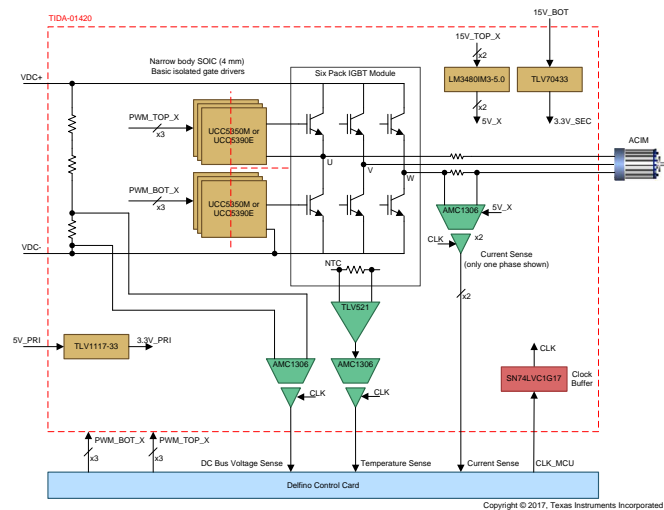 TIDA-01420
15V_BOT
15V_TOP_X
x2
Narrow body SOIC (4 mm)
Basic isolated gate drivers
Six Pack IGBT Module
LM3480IM3-5.0
TLV70433
VDC+
x2
5V_X
3.3V_SEC
PWM_TOP_X
x3
UCC5350M or
UCC5390E
ACIM
U
V
W
PWM_BOT_X
x3
UCC5350M or
UCC5390E
AMC1306
5V_X
CLK
x2
Current Sense
(only one phase shown)
VDC-
NTC
x2
TLV521
5V_PRI
TLV1117-33
3.3V_PRI
CLK
AMC1306
AMC1306
SN74LVC1G17
Clock
Buffer
CLK
CLK
PWM_BOT_X
PWM_TOP_X
x3
x3
DC Bus Voltage Sense
Temperature Sense
Current Sense
CLK_MCU
Delfino Control Card
Copyright © 2017, Texas Instruments Incorporated